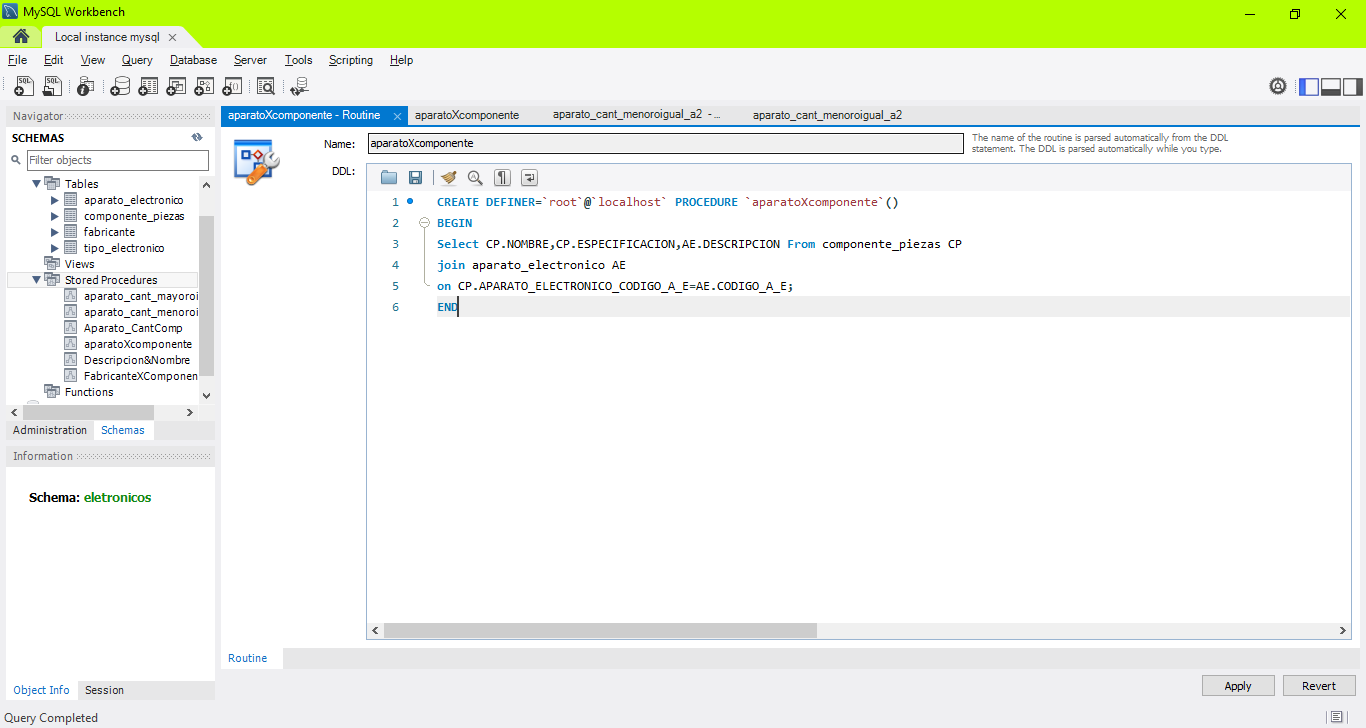 MySQL Workbench
Local instance mysql
File Edit View Query Database Server Tools Scripting Help
Navigator
SCHEMAS
Filter objects
Tables
aparato_electronico
componente_piezas
fabricante
tipo_electronico
Views
Stored Procedures
aparato_cant_mayoroi
aparato_cant_menoroi
Aparato_CantComp
aparatoXcomponente
Descripcion&Nombre
FabricanteXComponen
Functions
Administration Schemas
Information
Schema: eletronicos
Object Info Session
aparatoXcomponente - Routine aparatoXcomponente aparato_cant_menoroigual_a2 -... aparato_cant_menoroigual_a2
Name: aparatoXcomponente
The name of the routine is parsed automatically from the DDL
statement. The DDL is parsed automatically while you type.
DDL:
1 CREATE DEFINER=`root`@`localhost` PROCEDURE `aparatoXcomponente`()
2 BEGIN
3 Select CP.NOMBRE,CP.ESPECIFICACION,AE.DESCRIPCION From componente_piezas CP
4 join aparato_electronico AE
5 on CP.APARATO_ELECTRONICO_CODIGO_A_E=AE.CODIGO_A_E;
6 END
Routine
Apply Revert
Query Completed